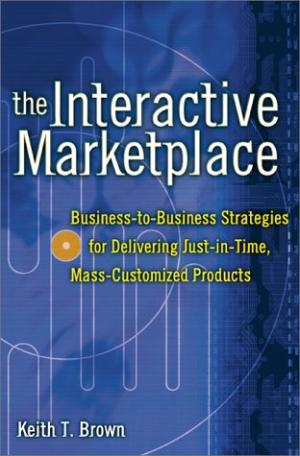 the Interactive
Marketplace
Business-to-Business Strategies
for Delivering Just-in-Time,
Mass-Customized Products
Keith T. Brown